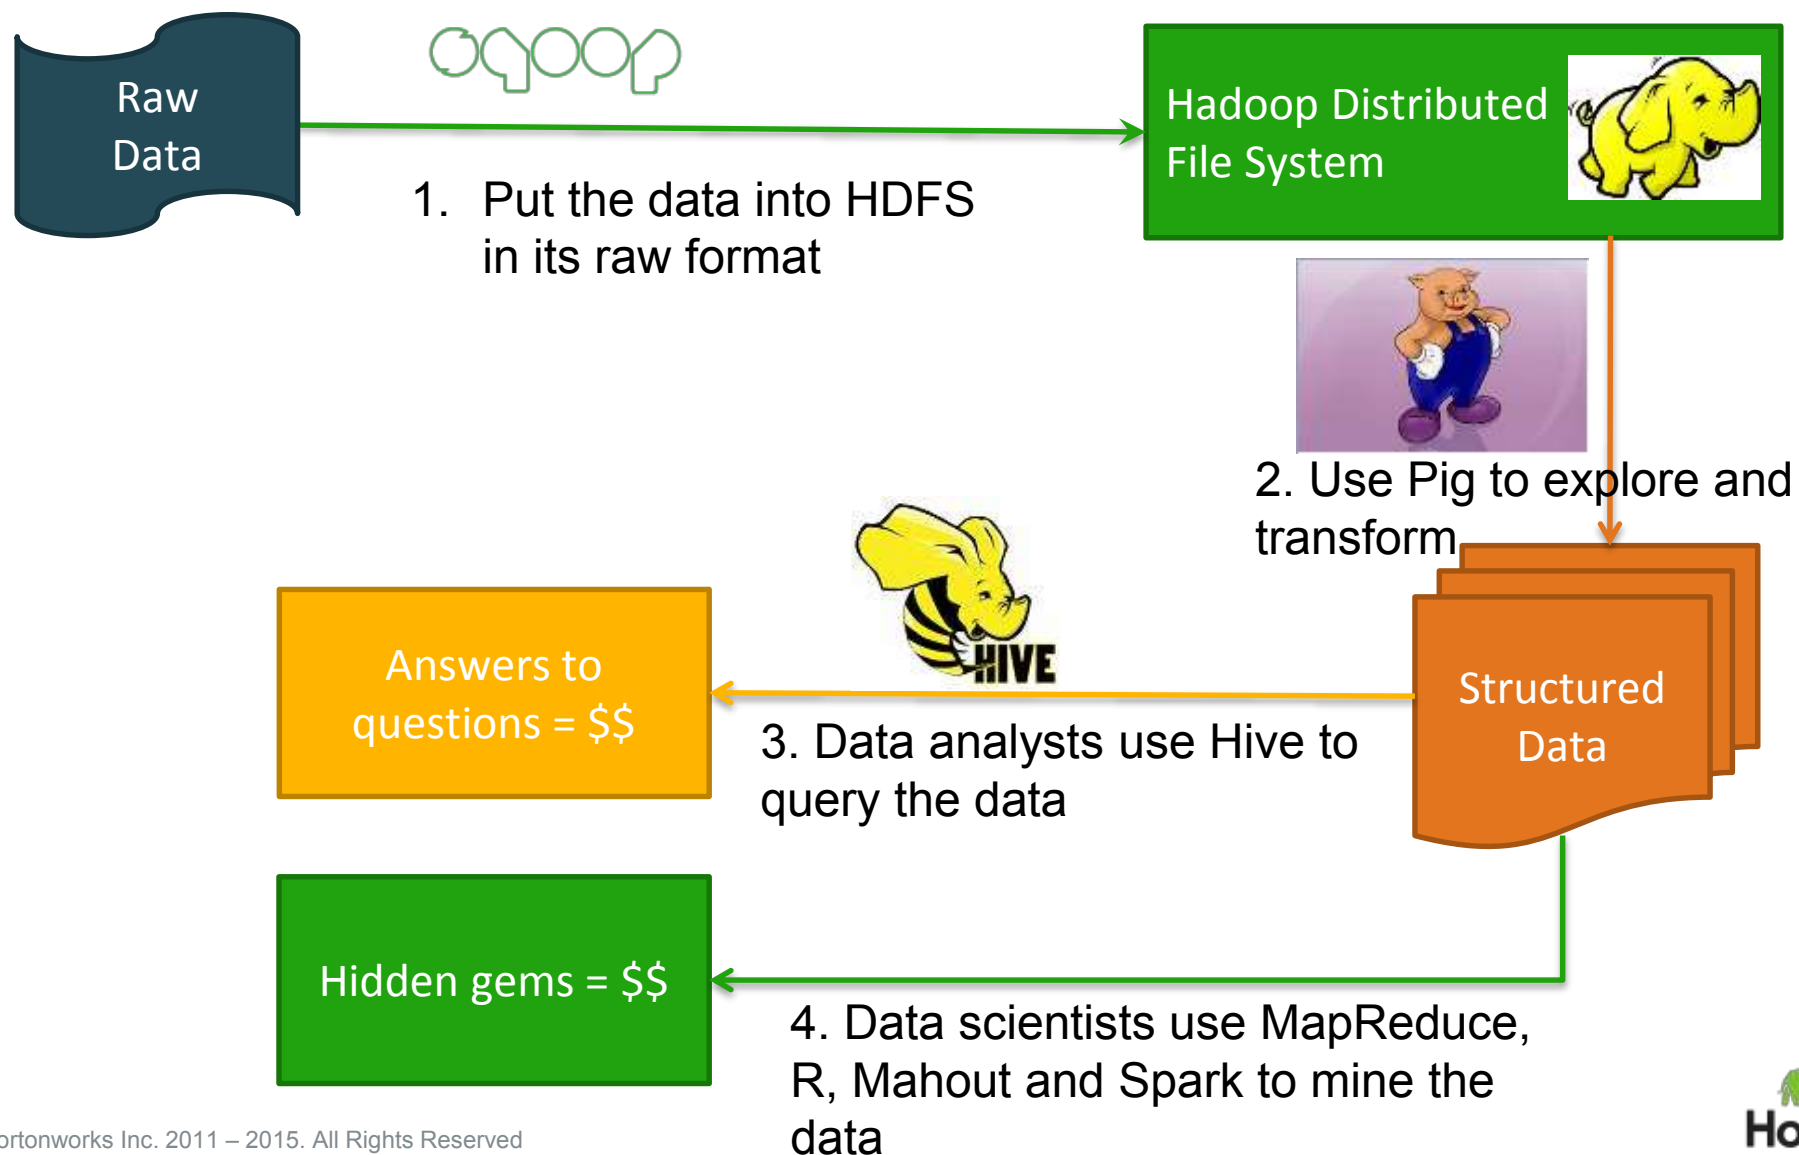 Raw
Data
sqoop
Hadoop Distributed
File System
1. Put the data into HDFS
in its raw format
2. Use Pig to explore and
transform
HIVE
Answers to
questions = $$
Structured
Data
3. Data analysts use Hive to
query the data
Hidden gems = $$
4. Data scientists use MapReduce,
R, Mahout and Spark to mine the
data
ortonworks Inc. 2011 – 2015. All Rights Reserved
Ho